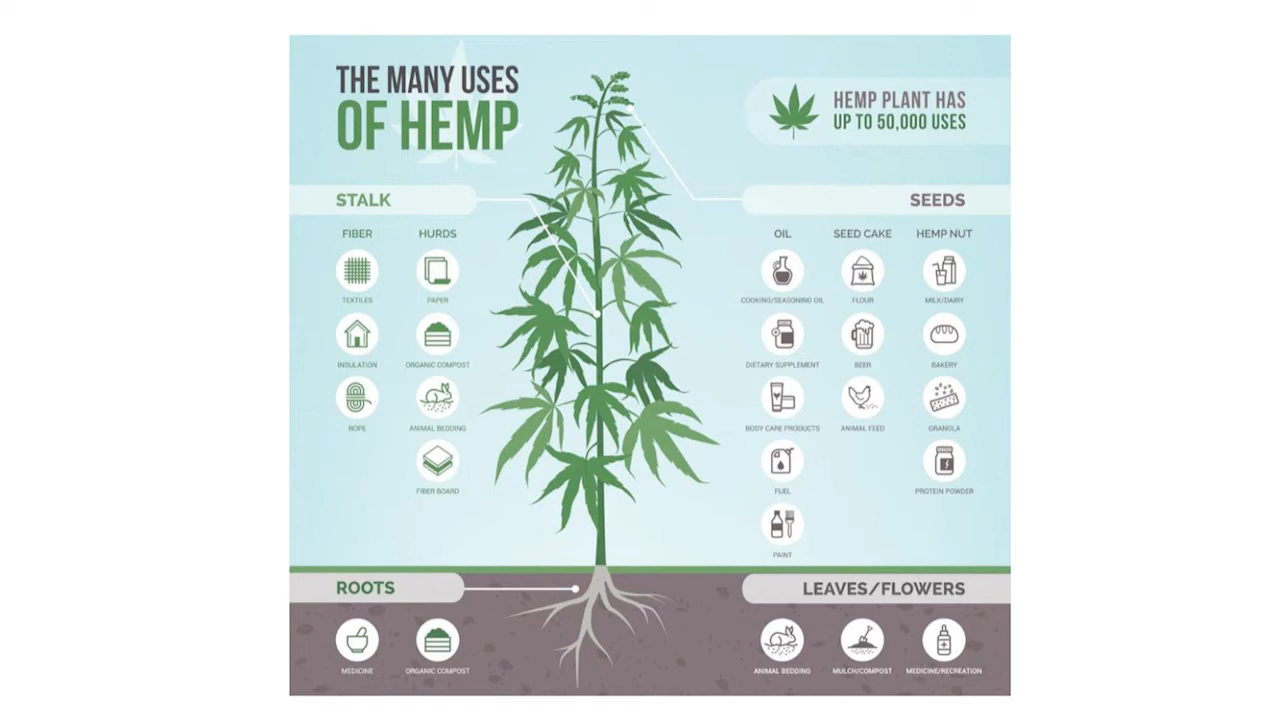 THE MANY USES
OF HEMP
HEMP PLANT HAS
UP TO 50,000 USES
STALK
FIBER
HURDS
TEXTILES
PAPER
INSULATION
ORGANIC COMPOST
ROPE
ANIMAL BEDDING
FIBER BOARD
SEEDS
OIL
SEED CAKE
HEMP NUT
COOKING/SEASONING OIL
FLOUR
MILK/DAIRY
DIETARY SUPPLEMENT
BEER
BAKERY
BODY CARE PRODUCTS
ANIMAL FEED
GRANOLA
FUEL
PROTEIN POWDER
PAINT
ROOTS
MEDICINE
ORGANIC COMPOST
LEAVES/FLOWERS
ANIMAL BEDDING
MULCH/COMPOST
MEDICINE/RECREATION